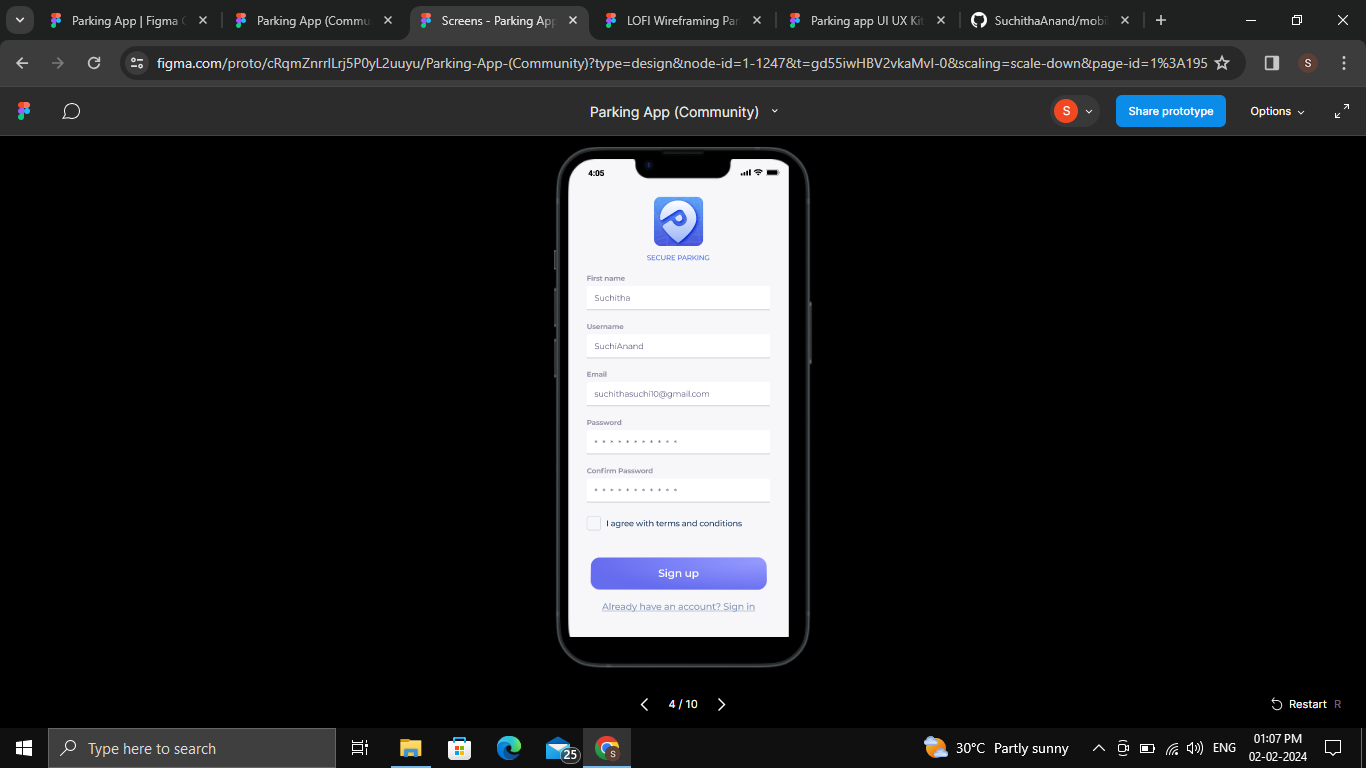 Parking App | Figma C
Parking App (Commu
Screens - Parking App
LOFI Wireframing Par
Parking app UI UX Kit
SuchithaAnand/mobil
figma.com/proto/cRqmZnrrlLrj5P0yL2uuyu/Parking-App-(Community)?type=design&node-id=1-1247&t=gd55iwHBV2vkaMvI-0&scaling=scale-down&page-id=1%3A195
S
Parking App (Community)
S
Share prototype
Options
4:05
SECURE PARKING
First name
Suchitha
Username
SuchiAnand
Email
suchithasuchi10@gmail.com
Password
Confirm Password
I agree with terms and conditions
Sign up
Already have an account? Sign in
4 / 10
Restart R
Type here to search
25
S
30°C Partly sunny
ENG
01:07 PM
02-02-2024